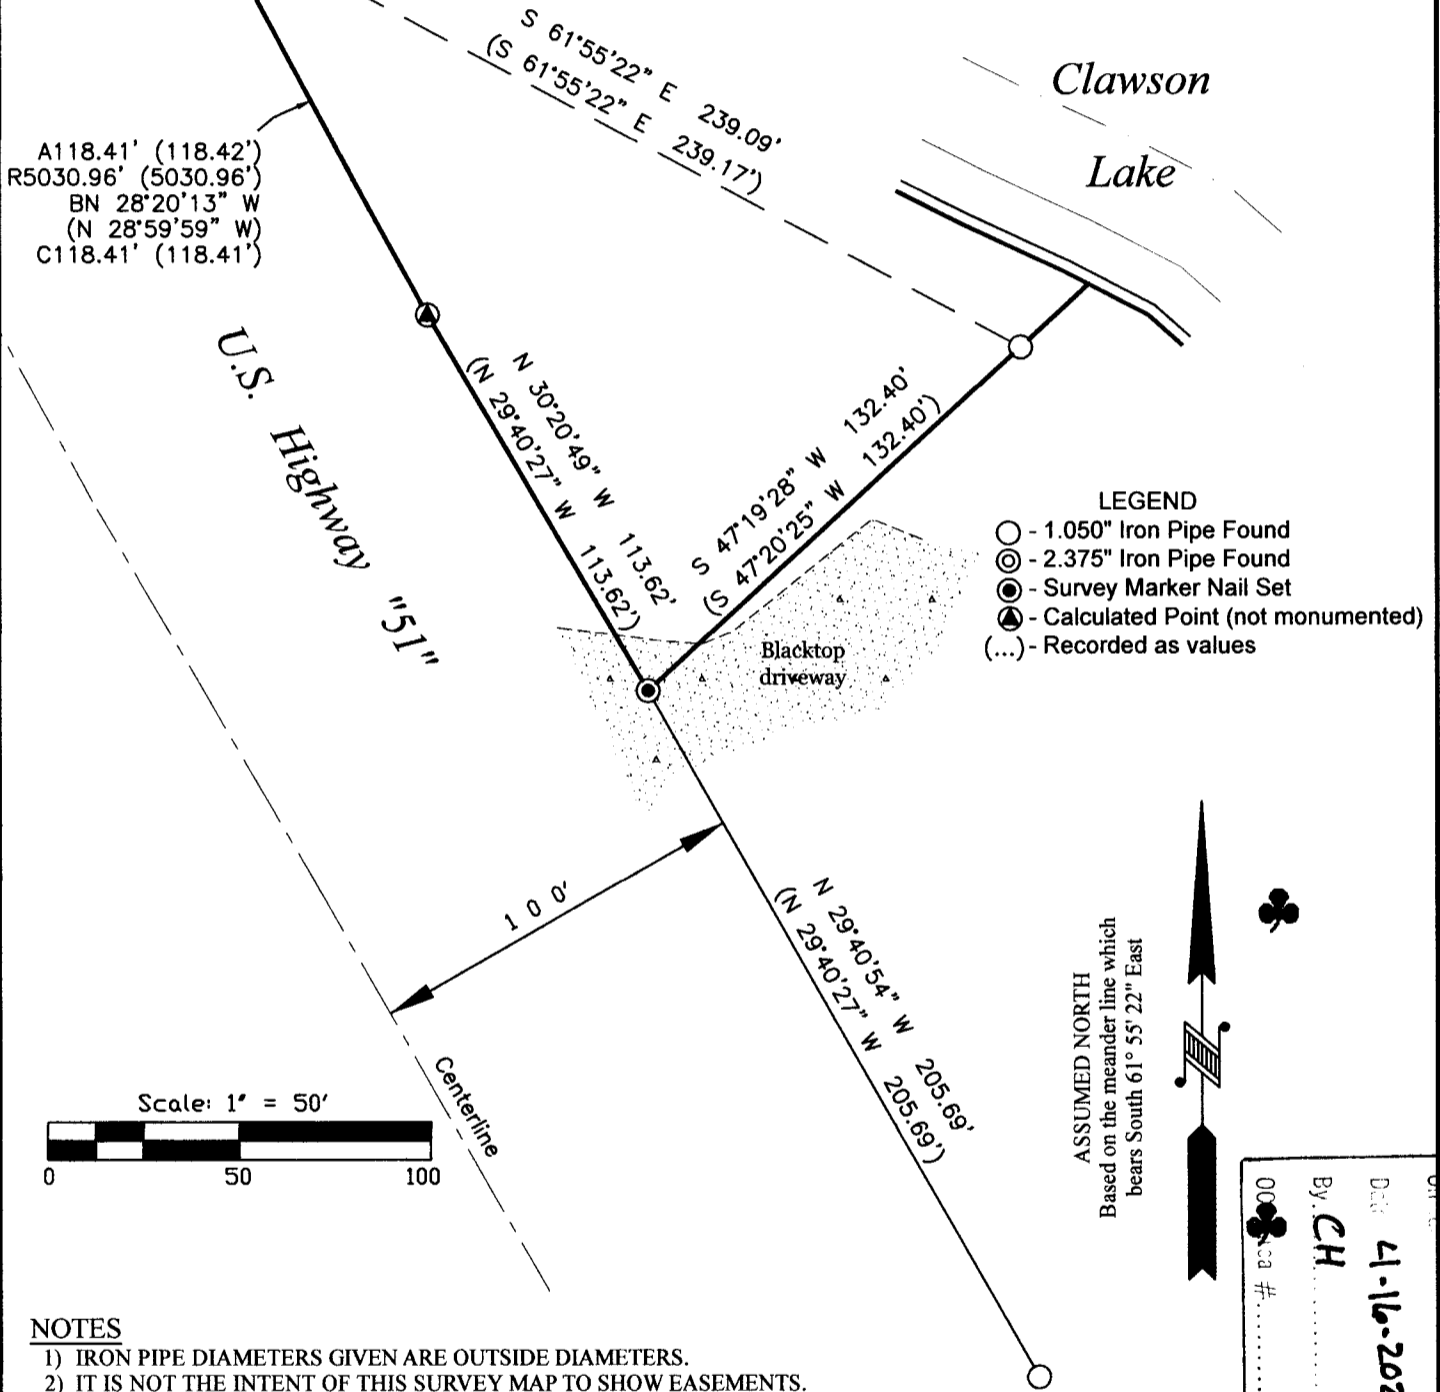 S 61°55'22" E 239.09'
(S 61°55'22" E 239.17')
Clawson
Lake
A118.41' (118.42')
R5030.96' (5030.96')
BN 28°20'13" W
(N 28°59'59" W)
C118.41' (118.41')
U.S. Highway "51"
N 30°20'49" W 113.62'
(N 29°40'27" W 113.62')
S 47°19'28" W 132.40'
(S 47°20'25" W 132.40')
LEGEND
- 1.050" Iron Pipe Found
- 2.375" Iron Pipe Found
- Survey Marker Nail Set
- Calculated Point (not monumented)
(...) - Recorded as values
Blacktop
driveway
100'
N 29°40'54" W 205.69'
(N 29°40'27" W 205.69')
Centerline
Scale: 1" = 50'
0 50 100
ASSUMED NORTH
Based on the meander line which
bears South 61° 55' 22" East
By. CH
NOTES
1) IRON PIPE DIAMETERS GIVEN ARE OUTSIDE DIAMETERS.
2) IT IS NOT THE INTENT OF THIS SURVEY MAP TO SHOW EASEMENTS.